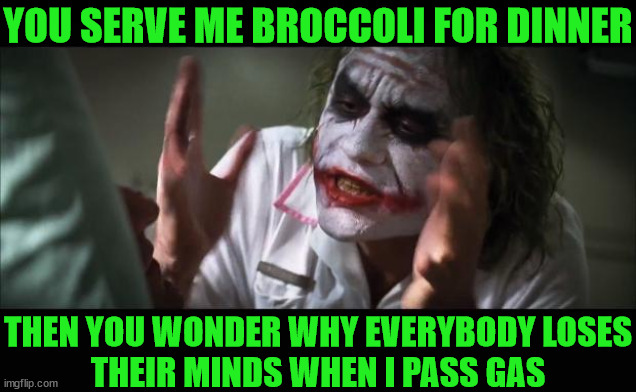 YOU SERVE ME BROCCOLI FOR DINNER
THEN YOU WONDER WHY EVERYBODY LOSES
THEIR MINDS WHEN I PASS GAS
imgflip.com